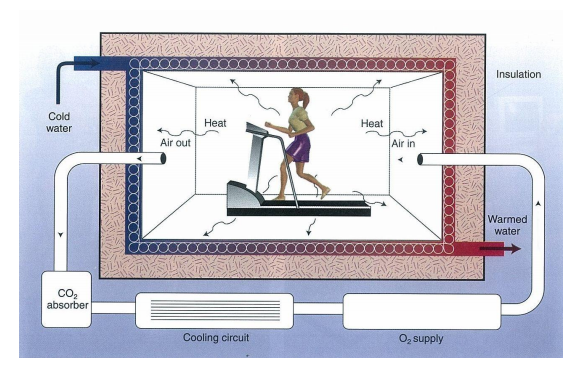 Insulation
Cold
water
Heat
Heat
Air out
Air in
Warmed
water
CO₂
absorber
Cooling circuit
O₂ supply